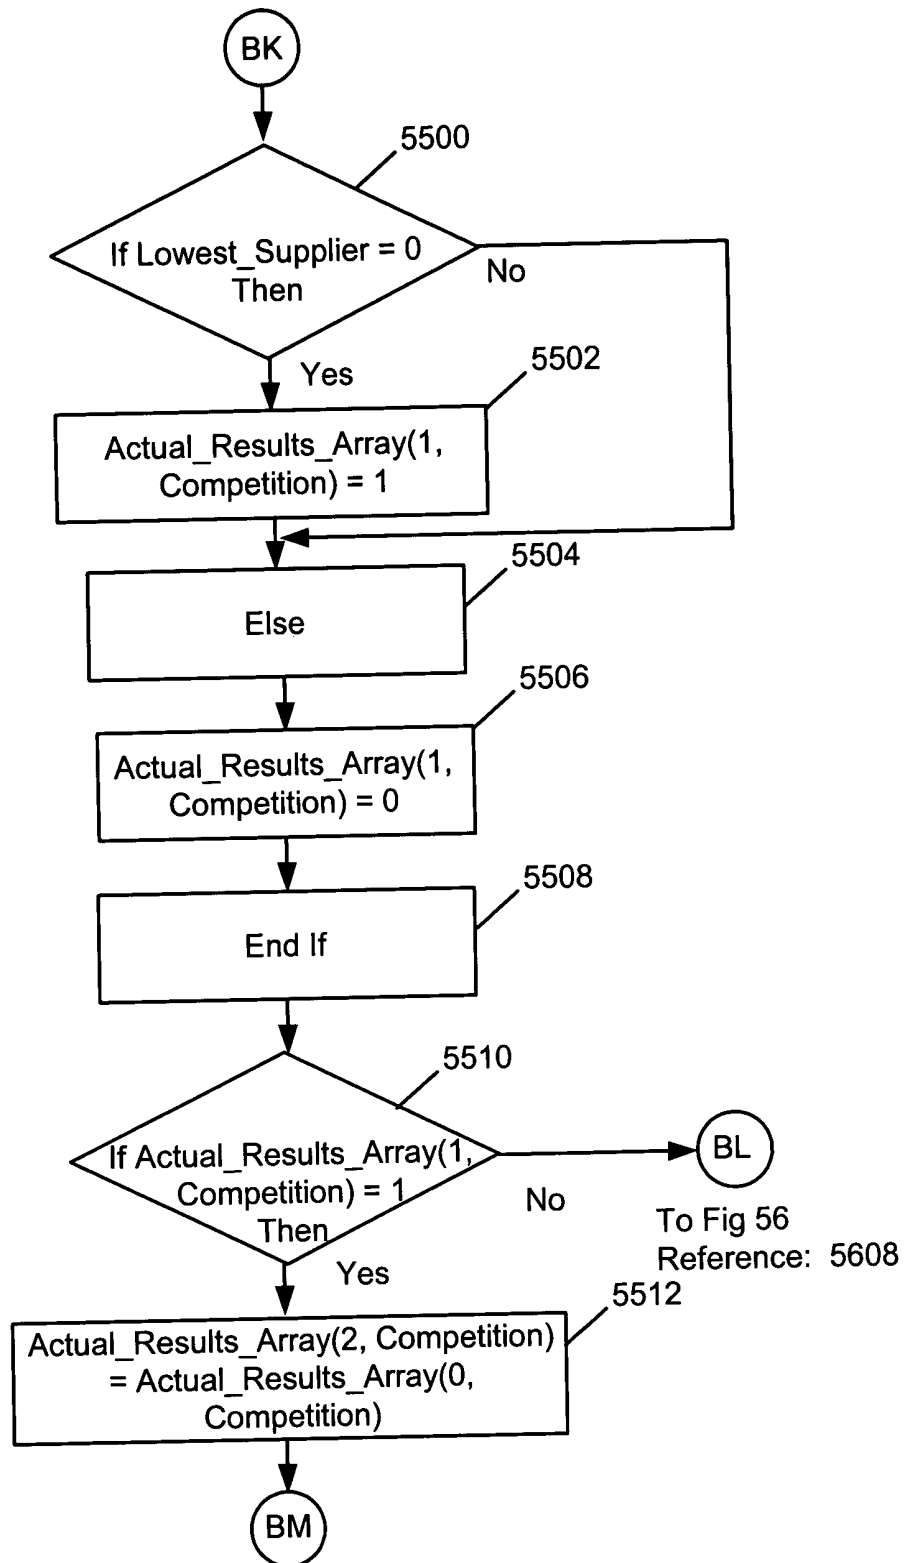 BK
5500
If Lowest_Supplier = 0
Then
No
Yes
5502
Actual_Results_Array(1,
Competition) = 1
5504
Else
5506
Actual_Results_Array(1,
Competition) = 0
5508
End If
5510
If Actual_Results_Array(1,
Competition) = 1
Then
No
BL
To Fig 56
Reference: 5608
Yes
5512
Actual_Results_Array(2, Competition)
= Actual_Results_Array(0,
Competition)
BM